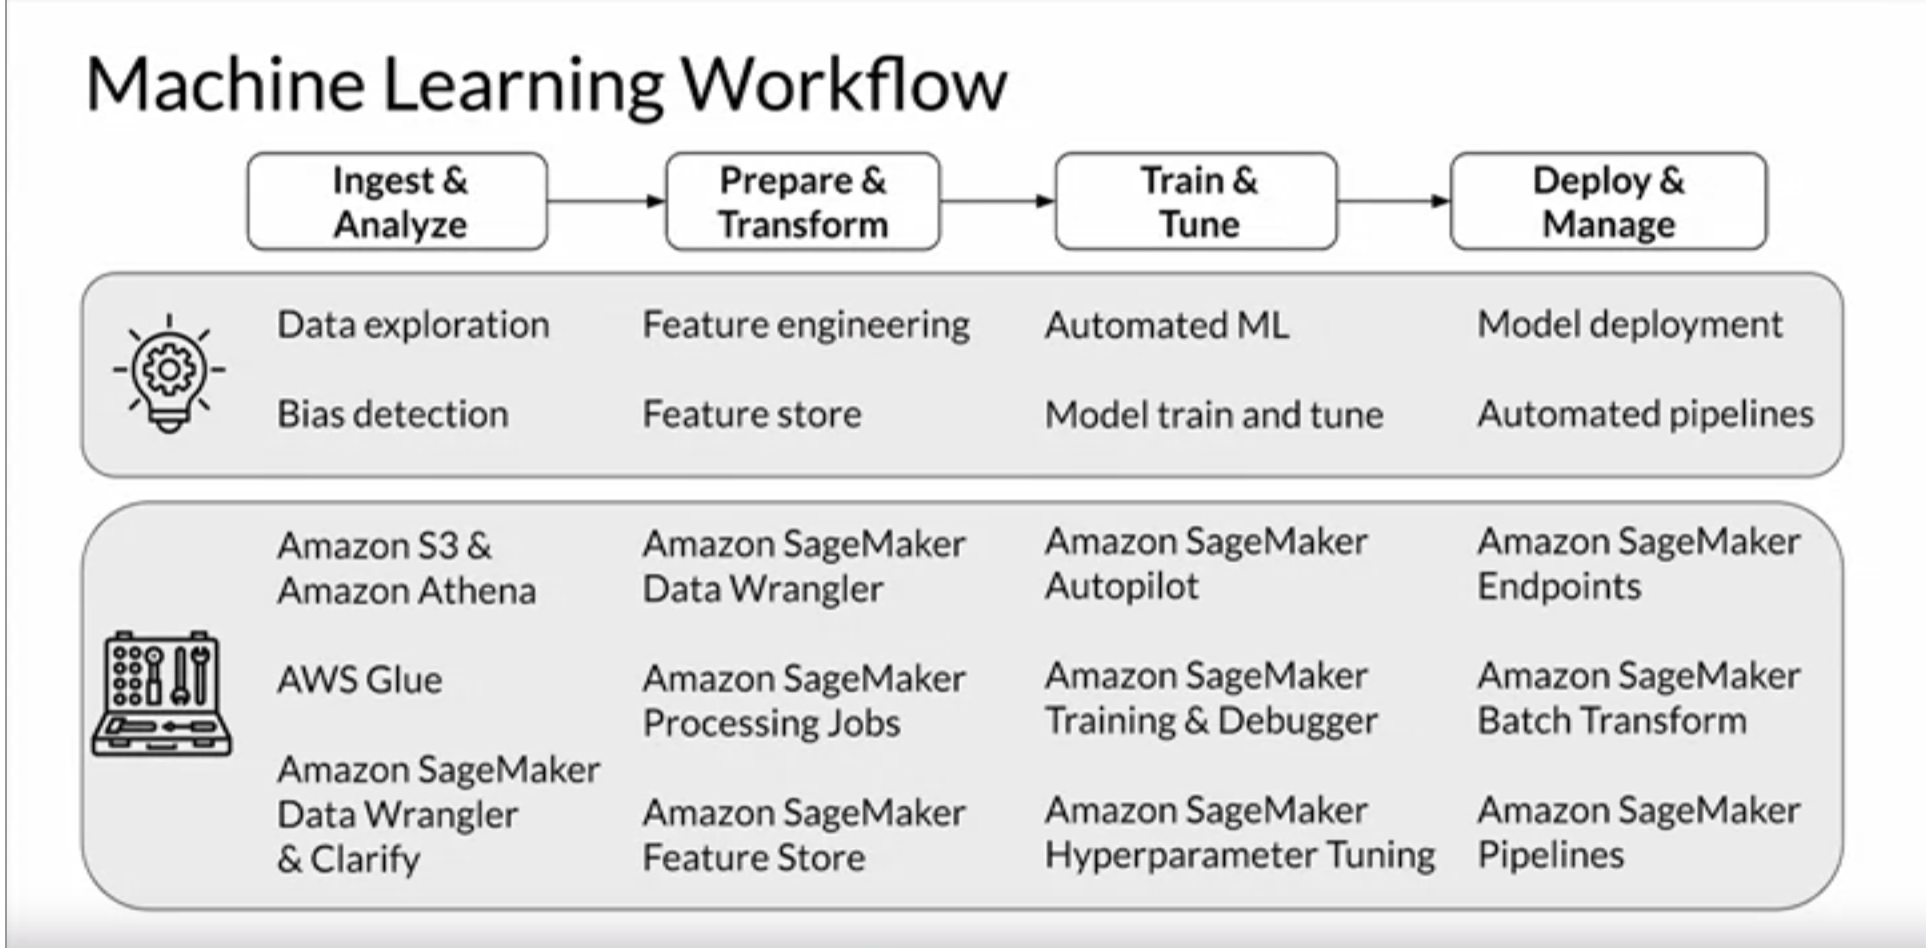 Machine Learning Workflow
Ingest &
Analyze
Prepare &
Transform
Train &
Tune
Deploy &
Manage
Data exploration
Bias detection
Feature engineering
Feature store
Automated ML
Model train and tune
Model deployment
Automated pipelines
Amazon S3 &
Amazon Athena
AWS Glue
Amazon SageMaker
Data Wrangler
& Clarify
Amazon SageMaker
Data Wrangler
Amazon SageMaker
Processing Jobs
Amazon SageMaker
Feature Store
Amazon SageMaker
Autopilot
Amazon SageMaker
Training & Debugger
Amazon SageMaker
Hyperparameter Tuning
Amazon SageMaker
Endpoints
Amazon SageMaker
Batch Transform
Amazon SageMaker
Pipelines